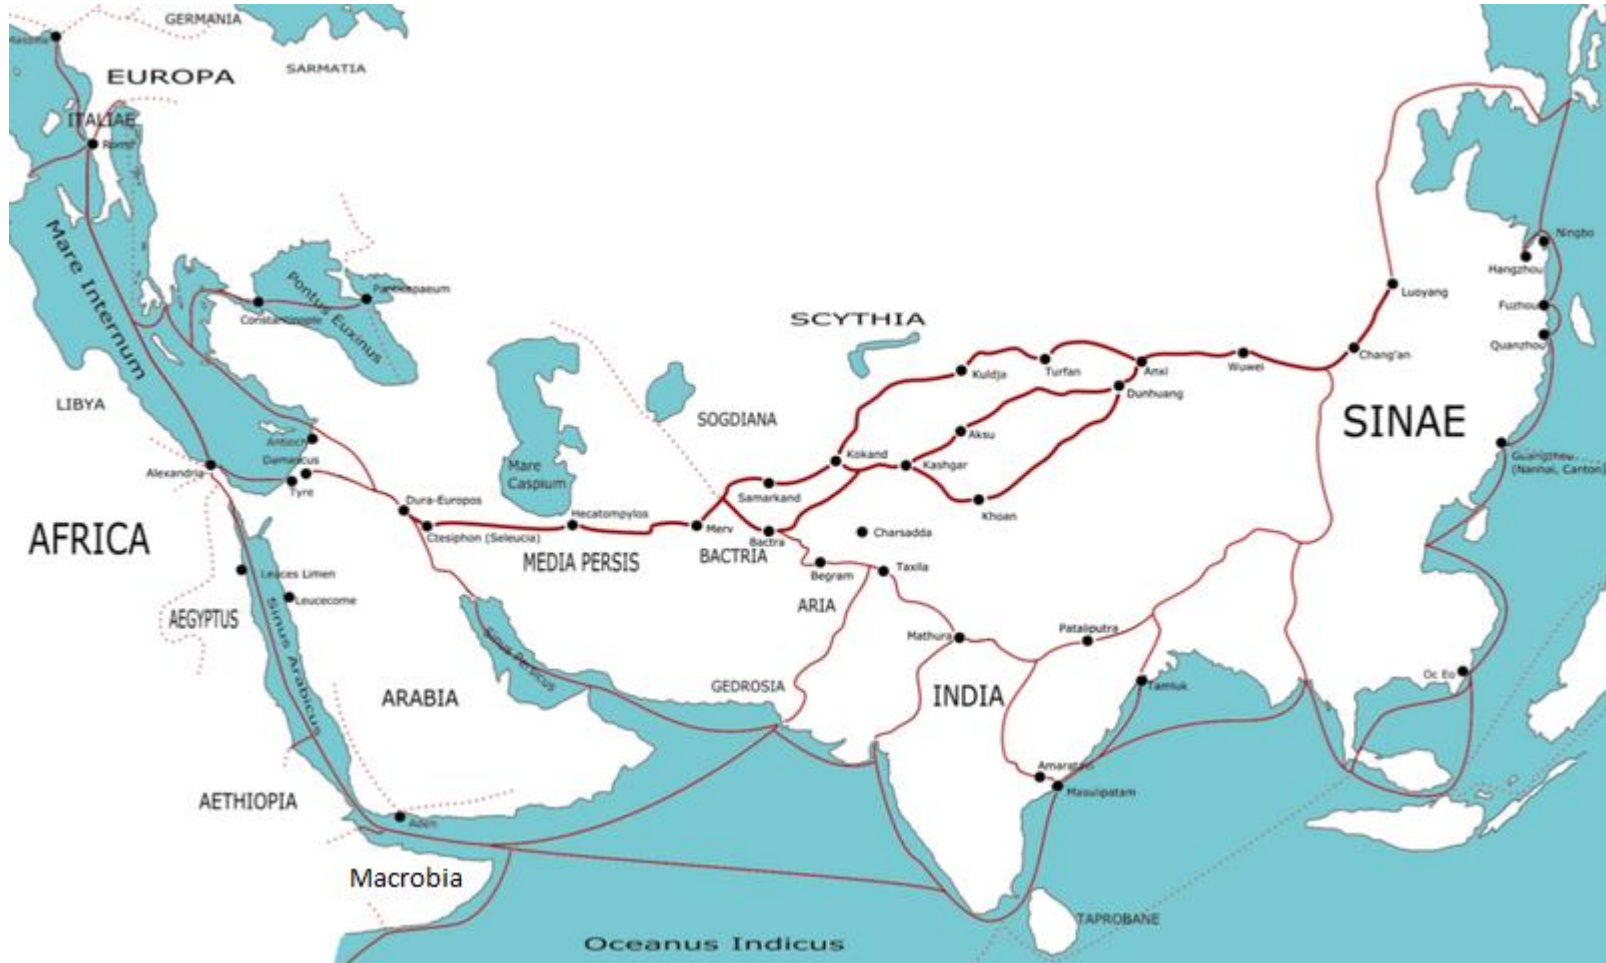 GERMANIA
Massilia
EUROPA
SARMATIA
ITALIAE
Rome
Mare Internum
Pontus Euxinus
Panticapaeum
Constantinople
SCYTHIA
LIBYA
Antioch
Damascus
Alexandria
Tyre
Mare
Caspium
SOGDIANA
Kuldja
Turfan
Anxi
Wuwei
Chang'an
Luoyang
Ningbo
Hangzhou
Fuzhou
Quanzhou
Dunhuang
SINAE
Aksu
Kokand
Kashgar
Samarkand
Khoan
Guangzhou
(Nanhai, Canton)
Dura-Europos
Ctesiphon (Seleucia)
Hecatompylos
Merv
Bactra
BACTRIA
Charsadda
AFRICA
MEDIA PERSIS
Begram
Taxila
ARIA
Leuces Limen
Leucecome
AEGYPTUS
Sinus Arabicus
Sinus Persicus
Mathura
Pataliputra
ARABIA
GEDROSIA
INDIA
Tamluk
Oc Eo
Masulipatam
AETHIOPIA
Aden
Macrobia
TAPROBANE
Oceanus Indicus